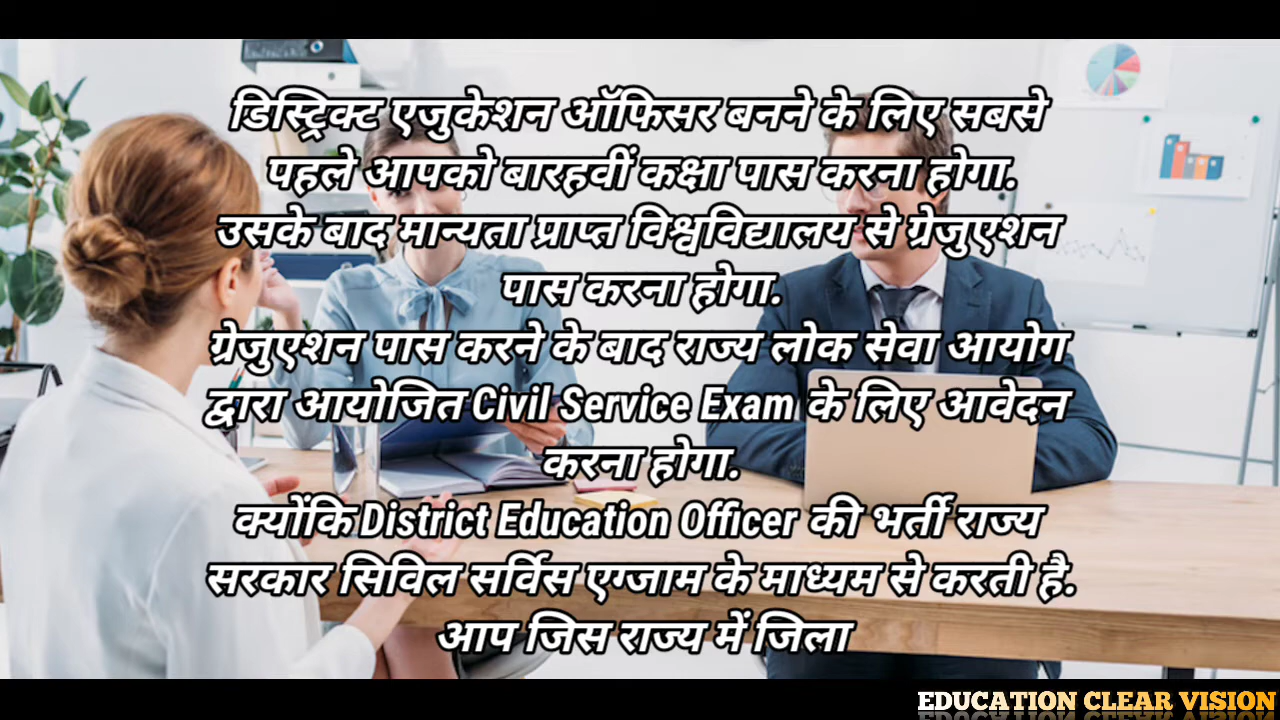 डिस्ट्रिक्ट एजुकेशन ऑफिसर बनने के लिए सबसे
पहले आपको बारहवीं कक्षा पास करना होगा.
उसके बाद मान्यता प्राप्त विश्वविद्यालय से ग्रेजुएशन
पास करना होगा.
ग्रेजुएशन पास करने के बाद राज्य लोक सेवा आयोग
द्वारा आयोजित Civil Service Exam के लिए आवेदन
करना होगा.
क्योंकि District Education Officer की भर्ती राज्य
सरकार सिविल सर्विस एग्जाम के माध्यम से करती है.
आप जिस राज्य में जिला
EDUCATION CLEAR VISION